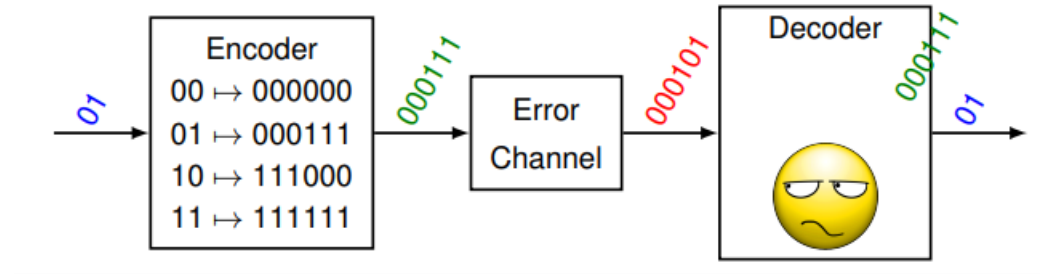 01
Encoder
00 ↦ 000000
01 ↦ 000111
10 ↦ 111000
11 ↦ 111111
000111
Error
Channel
000101
Decoder
000111
01